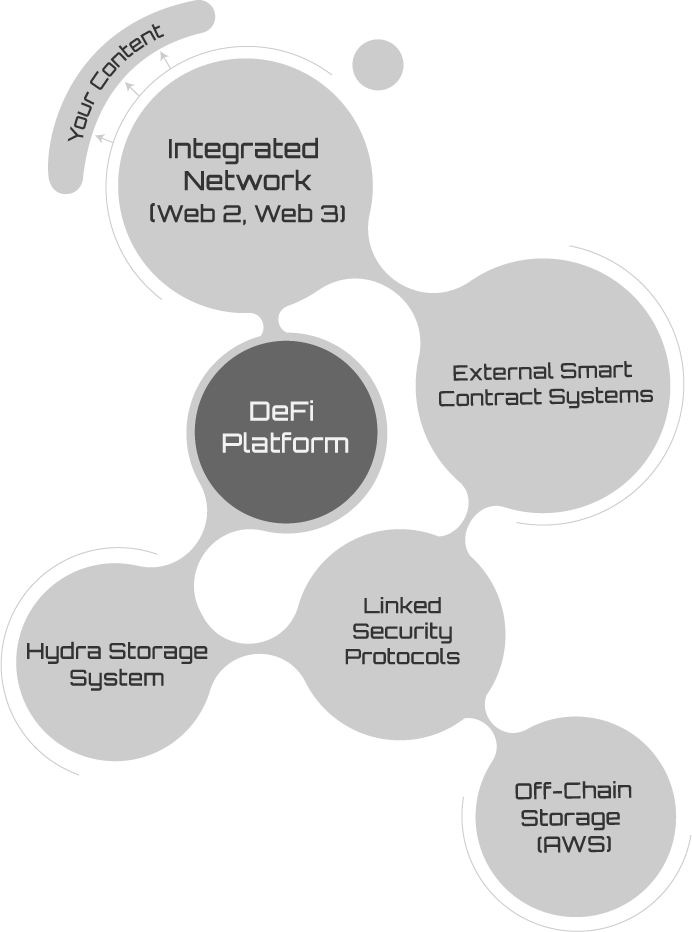 Your Content
Integrated
Network
(Web 2, Web 3)
External Smart
Contract Systems
DeFi
Platform
Linked
Security
Protocols
Hydra Storage
System
Off-Chain
Storage
(AWS)